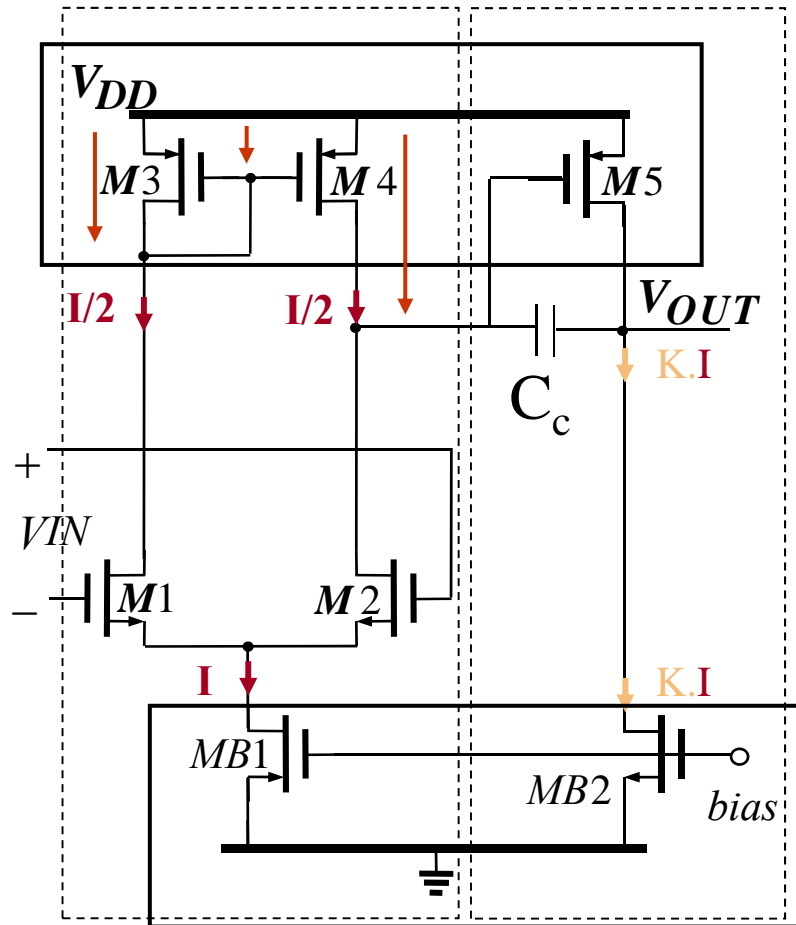 VDD
M3
M4
M5
I/2
I/2
VOUT
K.I
Cc
+
VIN
−
M1
M2
I
K.I
MB1
MB2
bias